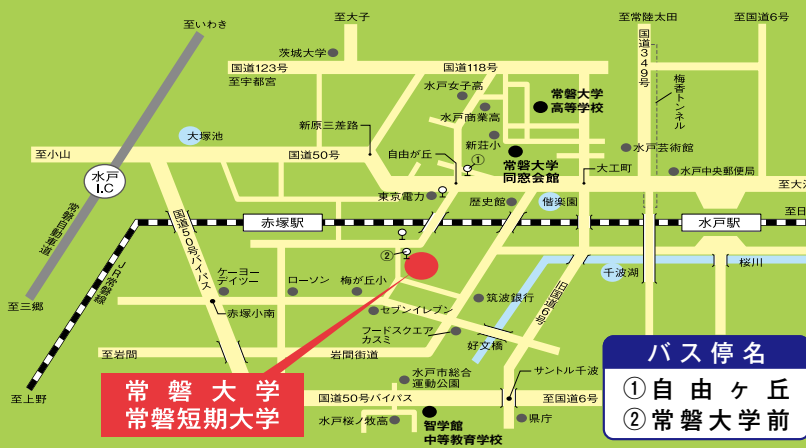 至いわき
至大子
至常陸太田
至国道6号
茨城大学
国道123号
国道118号
国道349号
至宇都宮
水戸女子高
常磐大学
高等学校
梅香トンネル
水戸商業高
大塚池
新原三差路
新荘小
水戸芸術館
至小山
国道50号
自由が丘
①
常磐大学
同窓会館
大工町
水戸中央郵便局
水戸
I.C
至大
東京電力
歴史館
偕楽園
常磐自動車道
国道50号バイパス
赤塚駅
水戸駅
至日
JR常磐線
②
桜川
千波湖
ケーヨー
デイツー
ローソン
梅が丘小
筑波銀行
旧国道6号
至三郷
赤塚小南
セブンイレブン
フードスクエア
カスミ
好文橋
至岩間
岩間街道
サントル千波
水戸市総合
運動公園
常磐大学
常磐短期大学
至上野
国道50号バイパス
至国道6号
水戸桜ノ牧高
智学館
中等教育学校
県庁
バス停名
①自由ヶ丘
②常磐大学前